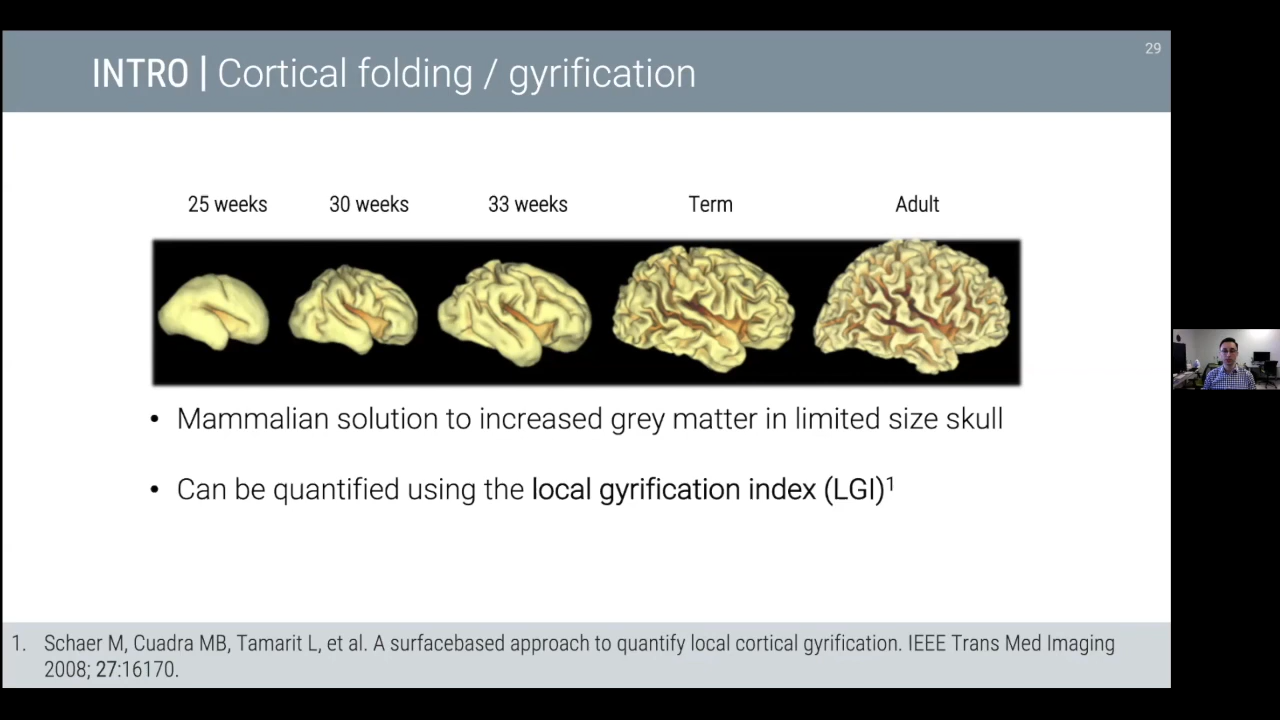 29
INTRO | Cortical folding / gyrification
25 weeks 30 weeks 33 weeks Term Adult
• Mammalian solution to increased grey matter in limited size skull
• Can be quantified using the local gyrification index (LGI)¹
1. Schaer M, Cuadra MB, Tamarit L, et al. A surfacebased approach to quantify local cortical gyrification. IEEE Trans Med Imaging
2008; 27:16170.